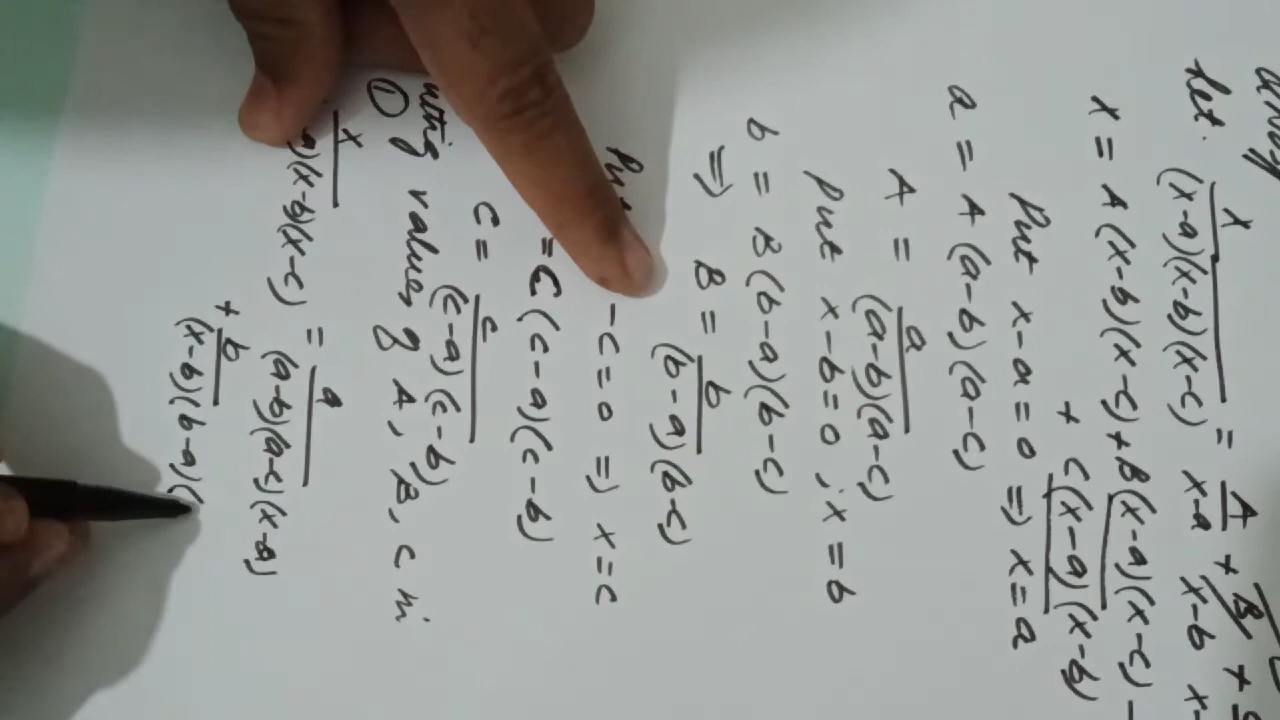 let x/((x-a)(x-b)(x-c)) = A/(x-a) + B/(x-b) +
x = A(x-b)(x-c) + B(x-a)(x-c) -
+ C(x-a)(x-b)
Put x-a=0 ⇒ x=a
a = A(a-b)(a-c)
A = a/((a-b)(a-c))
Put x-b=0, x=b
b = B(b-a)(b-c)
⇒ B = b/((b-a)(b-c))
-c=0 ⇒ x=c
= C(c-a)(c-b)
C = c/((c-a)(c-b))
values of A, B, C in
①
x/((x-b)(x-c)) = a/((a-b)(a-c)(x-a))
+ b/((x-b)(b-a)(